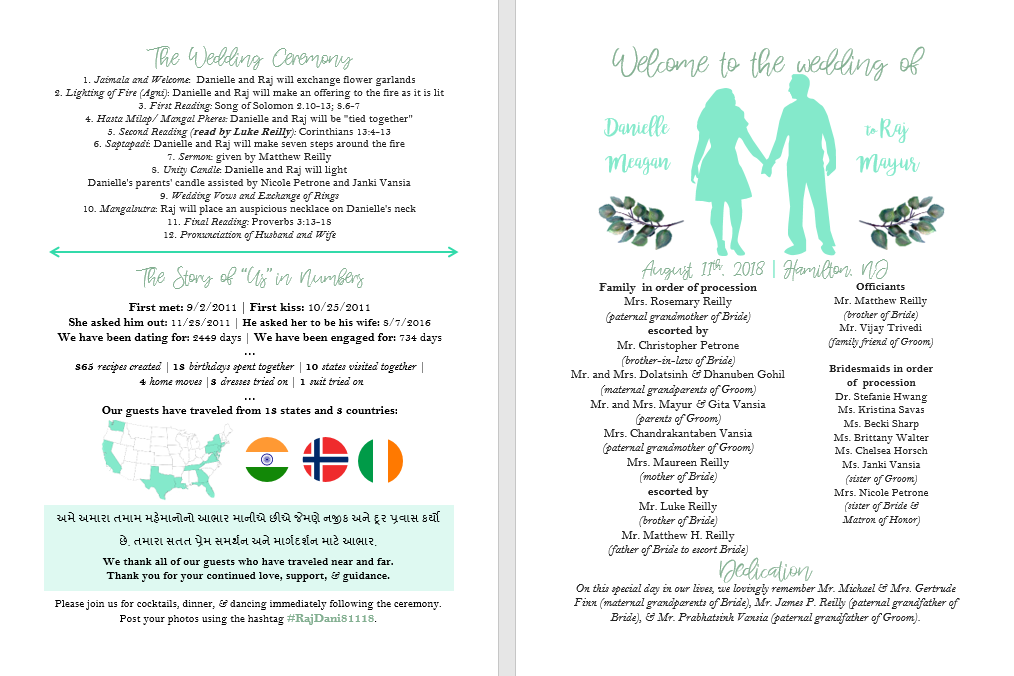 The Wedding Ceremony
1. Jaimala and Welcome: Danielle and Raj will exchange flower garlands
2. Lighting of Fire (Agni): Danielle and Raj will make an offering to the fire as it is lit
3. First Reading: Song of Solomon 2.10–13; 8.6-7
4. Hasta Milap/ Mangal Pheres: Danielle and Raj will be "tied together"
5. Second Reading (read by Luke Reilly): Corinthians 13:4–13
6. Saptapadi: Danielle and Raj will make seven steps around the fire
7. Sermon: given by Matthew Reilly
8. Unity Candle: Danielle and Raj will light
Danielle's parents' candle assisted by Nicole Petrone and Janki Vansia
9. Wedding Vows and Exchange of Rings
10. Mangalsutra: Raj will place an auspicious necklace on Danielle's neck
11. Final Reading: Proverbs 3:13-18
12. Pronunciation of Husband and Wife
The Story of "Us" in Numbers
First met: 9/2/2011 | First kiss: 10/25/2011
She asked him out: 11/28/2011 | He asked her to be his wife: 8/7/2016
We have been dating for: 2449 days | We have been engaged for: 734 days
...
365 recipes created | 18 birthdays spent together | 10 states visited together |
4 home moves | 3 dresses tried on | 1 suit tried on
...
Our guests have traveled from 18 states and 3 countries:
અમે અમારા તમામ મહેમાનોનો આભાર માનીએ છીએ જેમણે નજીક અને દૂર પ્રવાસ કર્યો
છે. તમારા સતત પ્રેમ સમર્થન અને માર્ગદર્શન માટે આભાર.
We thank all of our guests who have traveled near and far.
Thank you for your continued love, support, & guidance.
Please join us for cocktails, dinner, & dancing immediately following the ceremony.
Post your photos using the hashtag #RajDani81118.
Welcome to the wedding of
Danielle
Meagan
to Raj
Mayur
August 11th, 2018 | Hamilton, NJ
Family in order of procession
Mrs. Rosemary Reilly
(paternal grandmother of Bride)
escorted by
Mr. Christopher Petrone
(brother-in-law of Bride)
Mr. and Mrs. Dolatsinh & Dhanuben Gohil
(maternal grandparents of Groom)
Mr. and Mrs. Mayur & Gita Vansia
(parents of Groom)
Mrs. Chandrakantaben Vansia
(paternal grandmother of Groom)
Mrs. Maureen Reilly
(mother of Bride)
escorted by
Mr. Luke Reilly
(brother of Bride)
Mr. Matthew H. Reilly
(father of Bride to escort Bride)
Officiants
Mr. Matthew Reilly
(brother of Bride)
Mr. Vijay Trivedi
(family friend of Groom)
Bridesmaids in order
of procession
Dr. Stefanie Hwang
Ms. Kristina Savas
Ms. Becki Sharp
Ms. Brittany Walter
Ms. Chelsea Horsch
Ms. Janki Vansia
(sister of Groom)
Mrs. Nicole Petrone
(sister of Bride &
Matron of Honor)
Dedication
On this special day in our lives, we lovingly remember Mr. Michael & Mrs. Gertrude
Finn (maternal grandparents of Bride), Mr. James P. Reilly (paternal grandfather of
Bride), & Mr. Prabhatsinh Vansia (paternal grandfather of Groom).